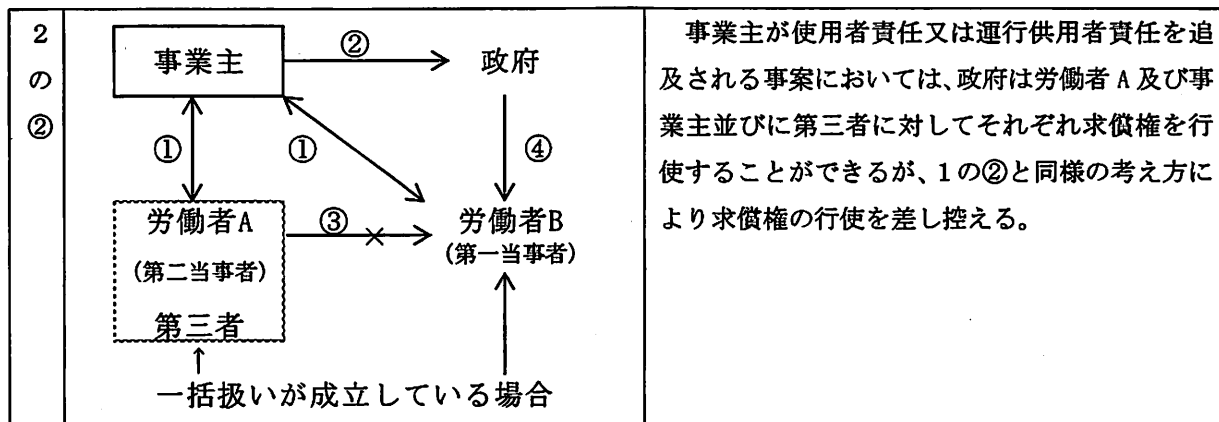 2
の
②
事業主
②
政府
①
①
④
労働者A
③
労働者B
(第二当事者)
(第一当事者)
第三者
一括扱いが成立している場合
事業主が使用者責任又は運行供用者責任を追
及される事案においては、政府は労働者A及び事
業主並びに第三者に対してそれぞれ求償権を行
使することができるが、1の②と同様の考え方に
より求償権の行使を差し控える。